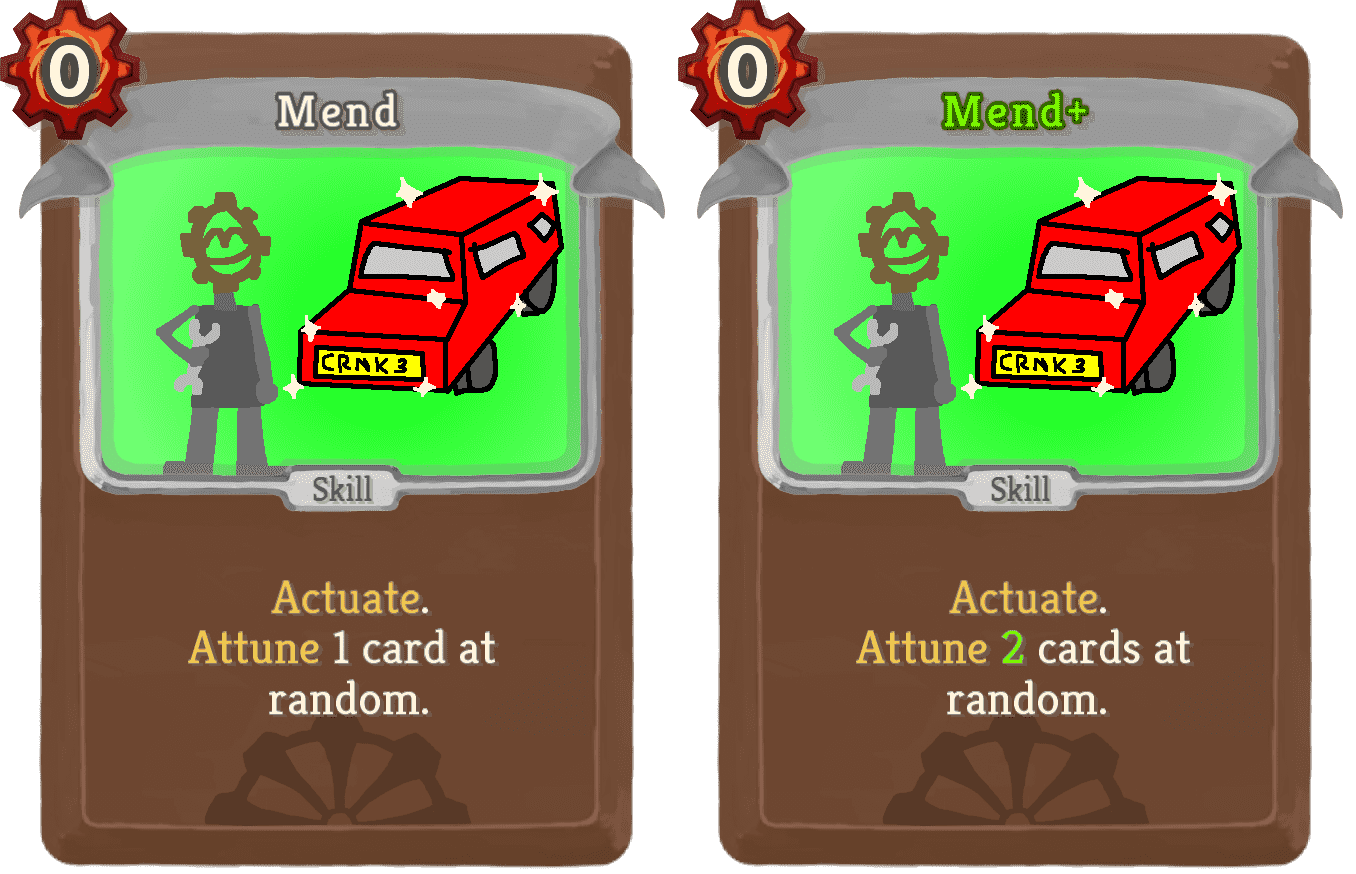 0
Mend
CRNK3
Skill
Actuate.
Attune 1 card at
random.
0
Mend+
CRNK3
Skill
Actuate.
Attune 2 cards at
random.